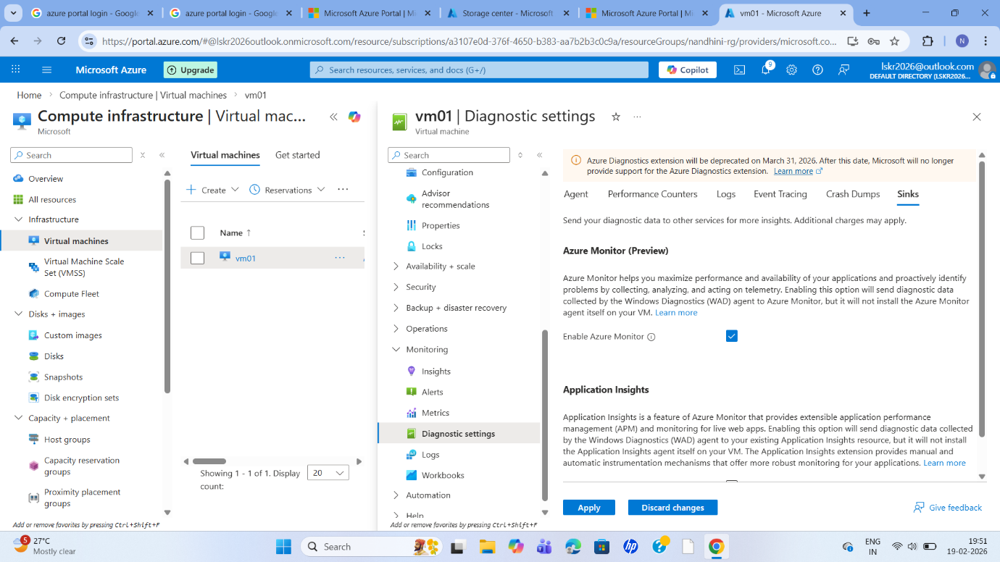 azure portal login - Google
azure portal login - Google
Microsoft Azure Portal | Mi
Storage center - Microsoft
Microsoft Azure Portal | Mi
vm01 - Microsoft Azure
https://portal.azure.com/#@lskr2026outlook.onmicrosoft.com/resource/subscriptions/a3107e0d-376f-4650-b383-aa7b2b3c0c9a/resourceGroups/nandhini-rg/providers/microsoft.co...
N
Microsoft Azure
Upgrade
Search resources, services, and docs (G+/)
Copilot
9
lskr2026@outlook.com
DEFAULT DIRECTORY (LSKR2026...
Home > Compute infrastructure | Virtual machines > vm01
Compute infrastructure | Virtual mac...
Microsoft
Search
Overview
All resources
Infrastructure
Virtual machines
Virtual Machine Scale
Set (VMSS)
Compute Fleet
Disks + images
Custom images
Disks
Snapshots
Disk encryption sets
Capacity + placement
Host groups
Capacity reservation
groups
Proximity placement
groups
Add or remove favorites by pressing Ctrl+Shift+F
Virtual machines
Get started
Create
Reservations
Name ↑
vm01
Showing 1 - 1 of 1. Display
count:
20
vm01 | Diagnostic settings
Virtual machine
Search
Configuration
Advisor
recommendations
Properties
Locks
Availability + scale
Security
Backup + disaster recovery
Operations
Monitoring
Insights
Alerts
Metrics
Diagnostic settings
Logs
Workbooks
Automation
Help
Add or remove favorites by pressing Ctrl+Shift+F
Azure Diagnostics extension will be deprecated on March 31, 2026. After this date, Microsoft will no longer
provide support for the Azure Diagnostics extension. Learn more
Agent
Performance Counters
Logs
Event Tracing
Crash Dumps
Sinks
Send your diagnostic data to other services for more insights. Additional charges may apply.
Azure Monitor (Preview)
Azure Monitor helps you maximize performance and availability of your applications and proactively identify
problems by collecting, analyzing, and acting on telemetry. Enabling this option will send diagnostic data
collected by the Windows Diagnostics (WAD) agent to Azure Monitor, but it will not install the Azure Monitor
agent itself on your VM. Learn more
Enable Azure Monitor
Application Insights
Application Insights is a feature of Azure Monitor that provides extensible application performance
management (APM) and monitoring for live web apps. Enabling this option will send diagnostic data collected
by the Windows Diagnostics (WAD) agent to your existing Application Insights resource, but it will not install
the Application Insights agent itself on your VM. The Application Insights extension provides manual and
automatic instrumentation mechanisms that offer more robust monitoring for your applications. Learn more
Apply
Discard changes
Give feedback
5
27°C
Mostly clear
Search
hp
ENG
IN
19:51
19-02-2026